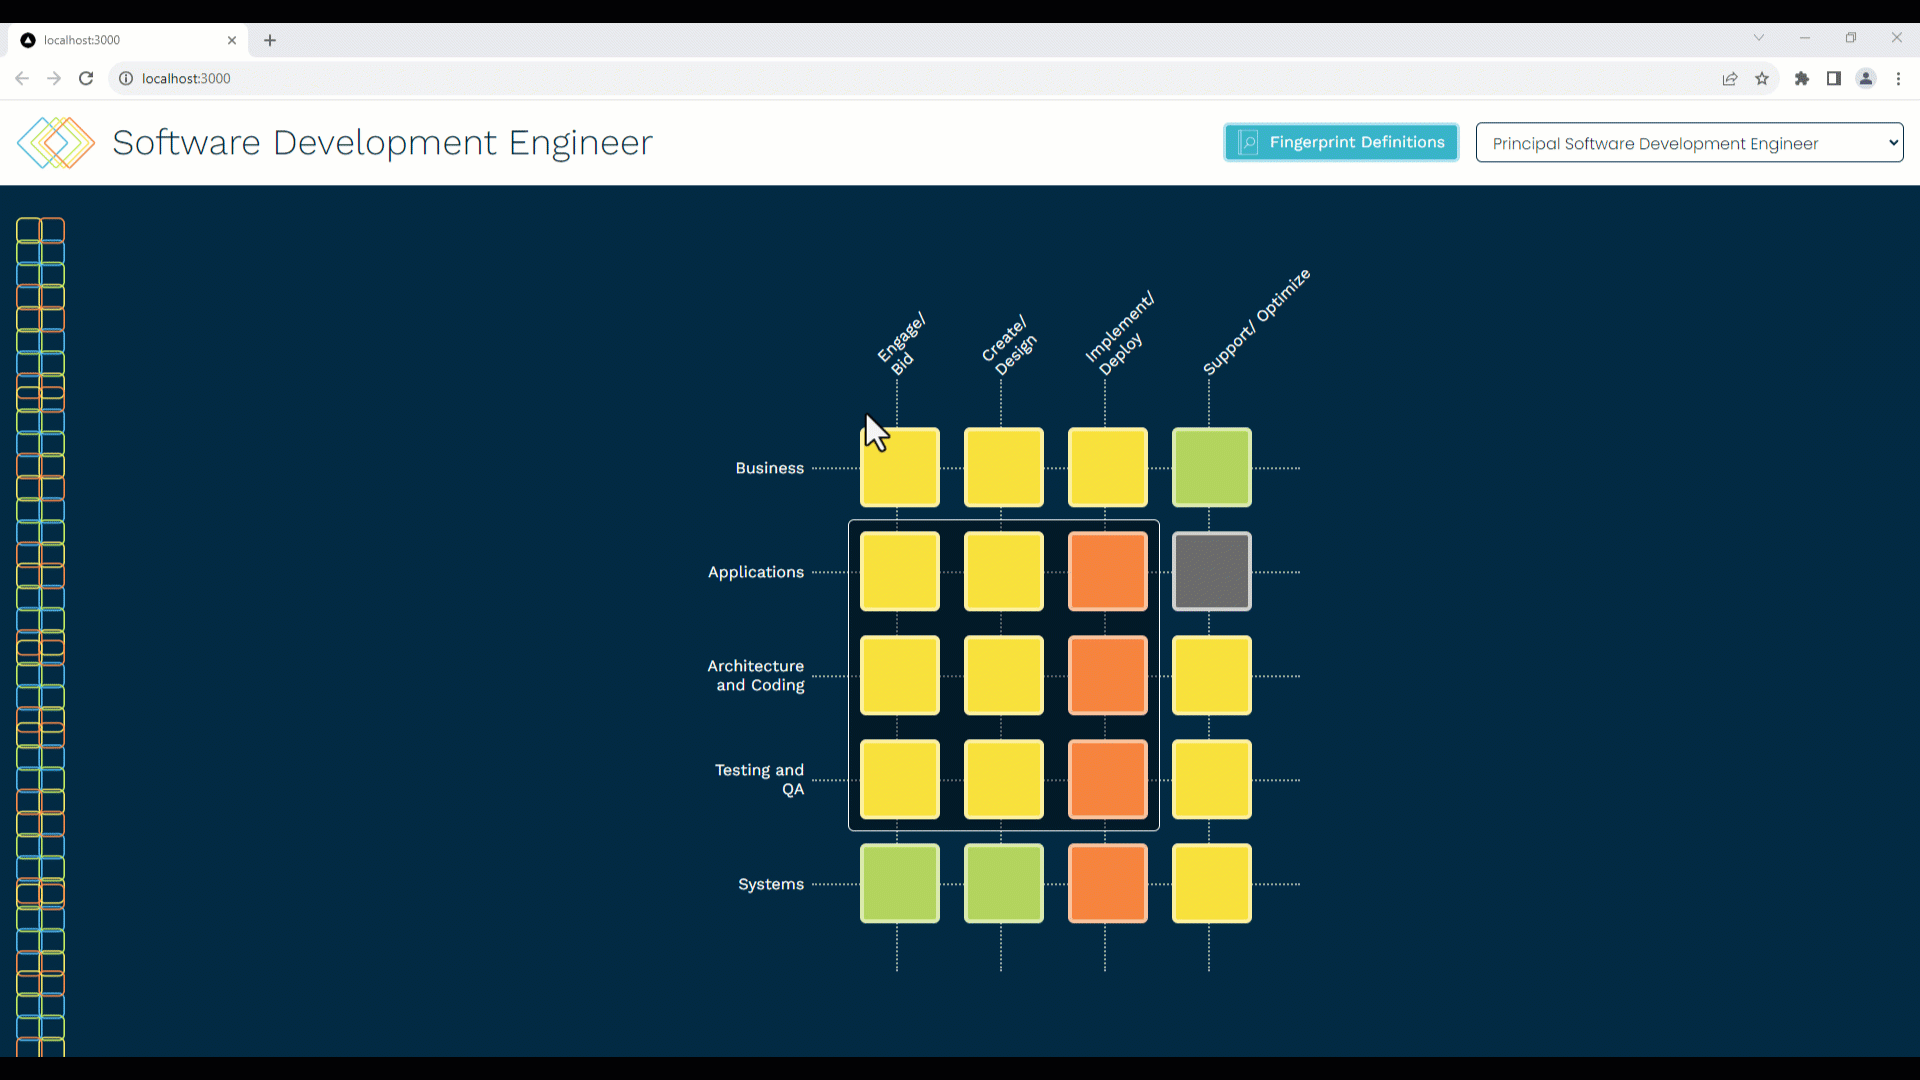 localhost:3000
localhost:3000
Software Development Engineer
Fingerprint Definitions
Principal Software Development Engineer
Engage/
Bid
Create/
Design
Implement/
Deploy
Support/ Optimize
Business
Applications
Architecture
and Coding
Testing and
QA
Systems